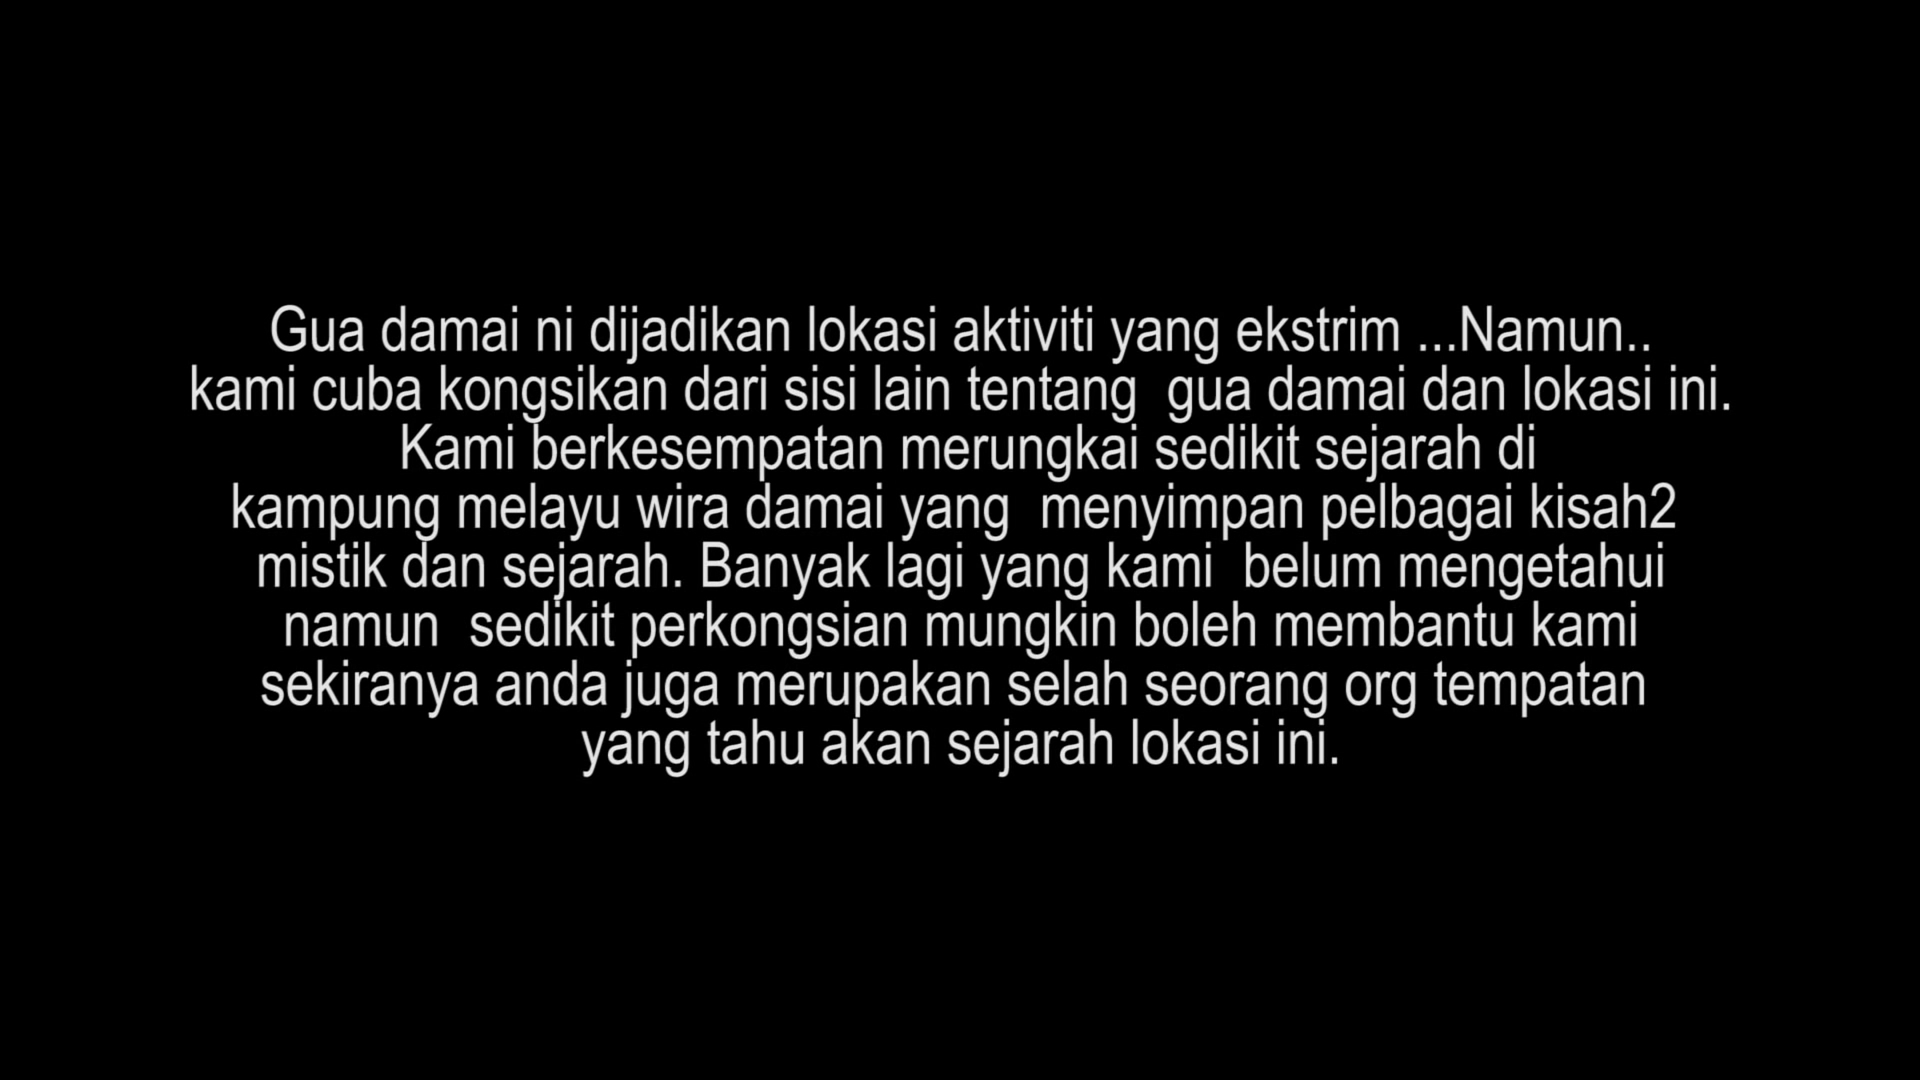 Gua damai ni dijadikan lokasi aktiviti yang ekstrim ...Namun..
kami cuba kongsikan dari sisi lain tentang  gua damai dan lokasi ini.
Kami berkesempatan merungkai sedikit sejarah di
kampung melayu wira damai yang  menyimpan pelbagai kisah2
mistik dan sejarah. Banyak lagi yang kami  belum mengetahui
namun  sedikit perkongsian mungkin boleh membantu kami
sekiranya anda juga merupakan selah seorang org tempatan
yang tahu akan sejarah lokasi ini.